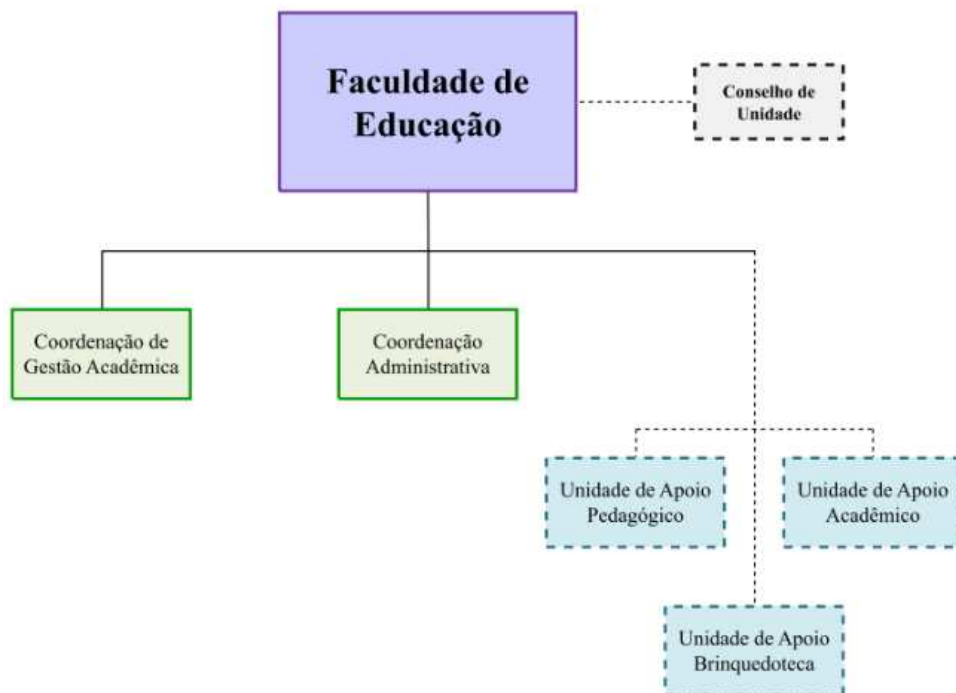 Faculdade de
Educação
Conselho de
Unidade
Coordenação de
Gestão Acadêmica
Coordenação
Administrativa
Unidade de Apoio
Pedagógico
Unidade de Apoio
Acadêmico
Unidade de Apoio
Brinquedoteca